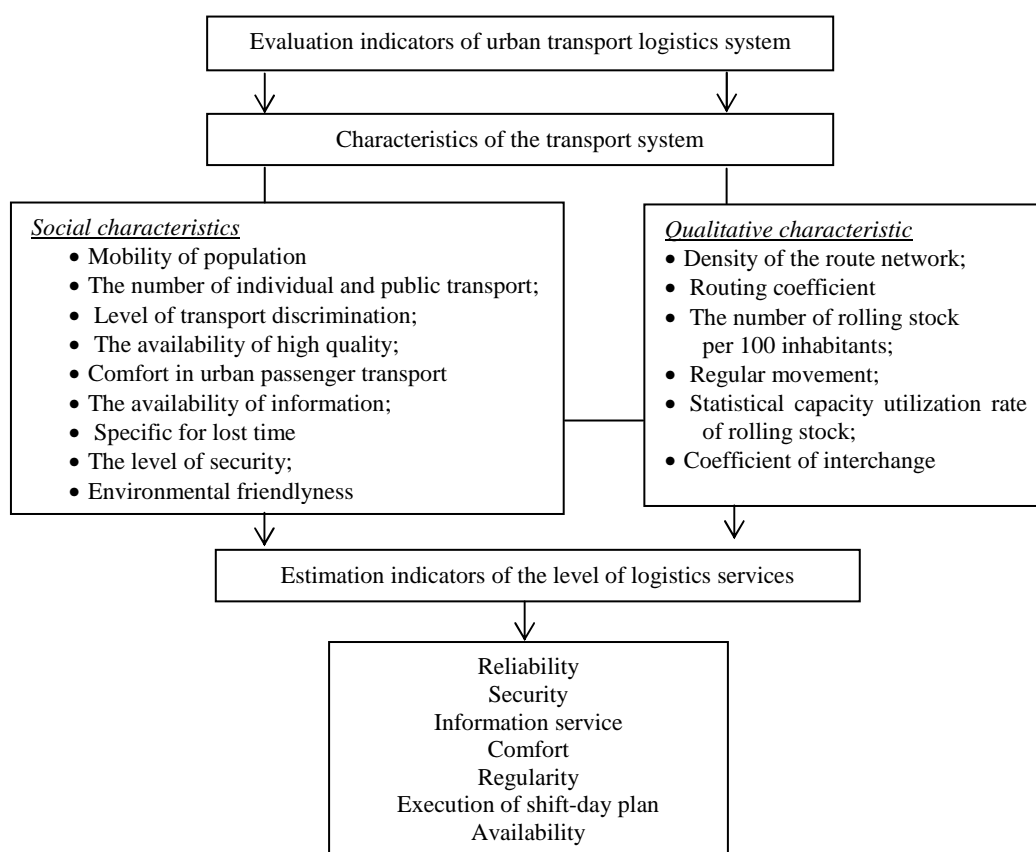 Evaluation indicators of urban transport logistics system
Characteristics of the transport system
Social characteristics
• Mobility of population
• The number of individual and public transport;
• Level of transport discrimination;
• The availability of high quality;
• Comfort in urban passenger transport
• The availability of information;
• Specific for lost time
• The level of security;
• Environmental friendlyness
Qualitative characteristic
• Density of the route network;
• Routing coefficient
• The number of rolling stock
per 100 inhabitants;
• Regular movement;
• Statistical capacity utilization rate
of rolling stock;
• Coefficient of interchange
Estimation indicators of the level of logistics services
Reliability
Security
Information service
Comfort
Regularity
Execution of shift-day plan
Availability